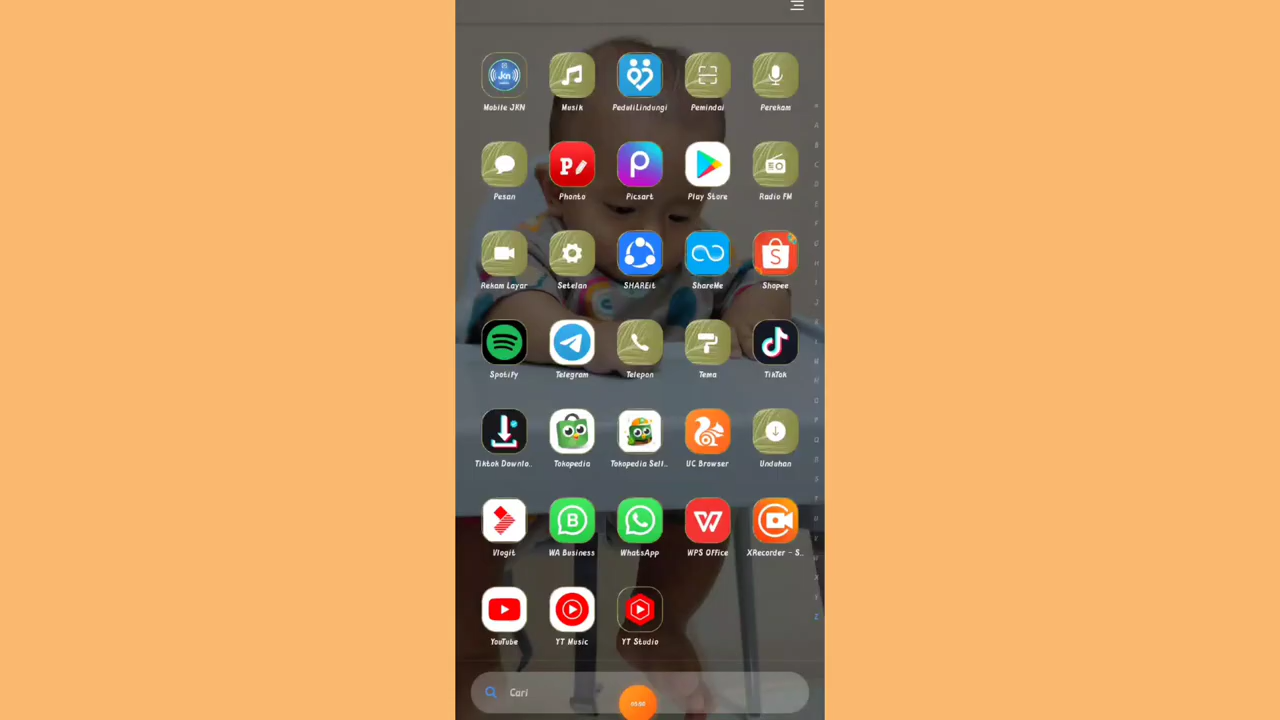 Mobile JKN
Musik
PeduliLindungi
Pemindai
Perekam
Pesan
Phonto
Picsart
Play Store
Radio FM
Rekam Layar
Setelan
SHAREit
ShareMe
Shopee
Spotify
Telegram
Telepon
Tema
TikTok
Tiktok Downlo..
Tokopedia
Tokopedia Sell..
UC Browser
Unduhan
Vlogit
WA Business
WhatsApp
WPS Office
XRecorder - S..
YouTube
YT Music
YT Studio
Cari